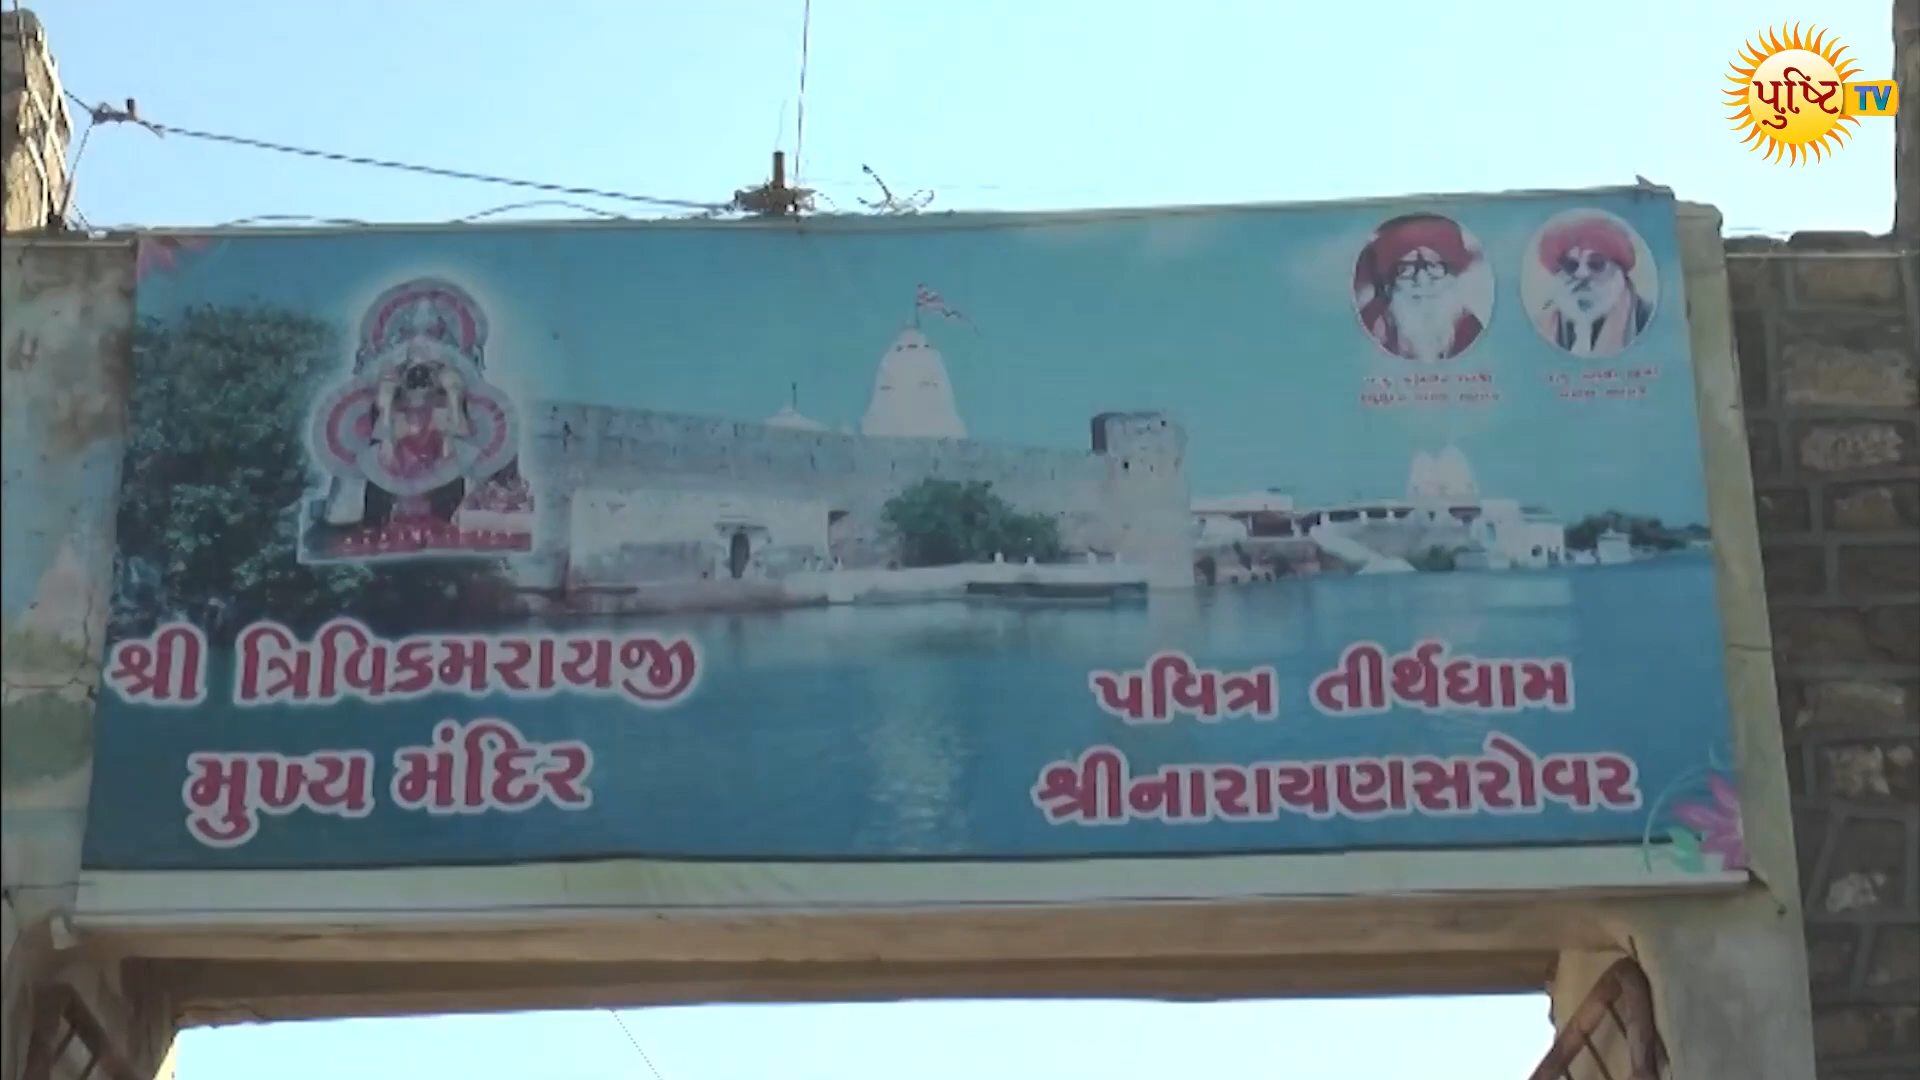 પુષ્ટિ TV
શ્રી ત્રિવિક્રમરાયજી
મુખ્ય મંદિર
પવિત્ર તીર્થધામ
શ્રીનારાયણસરોવર